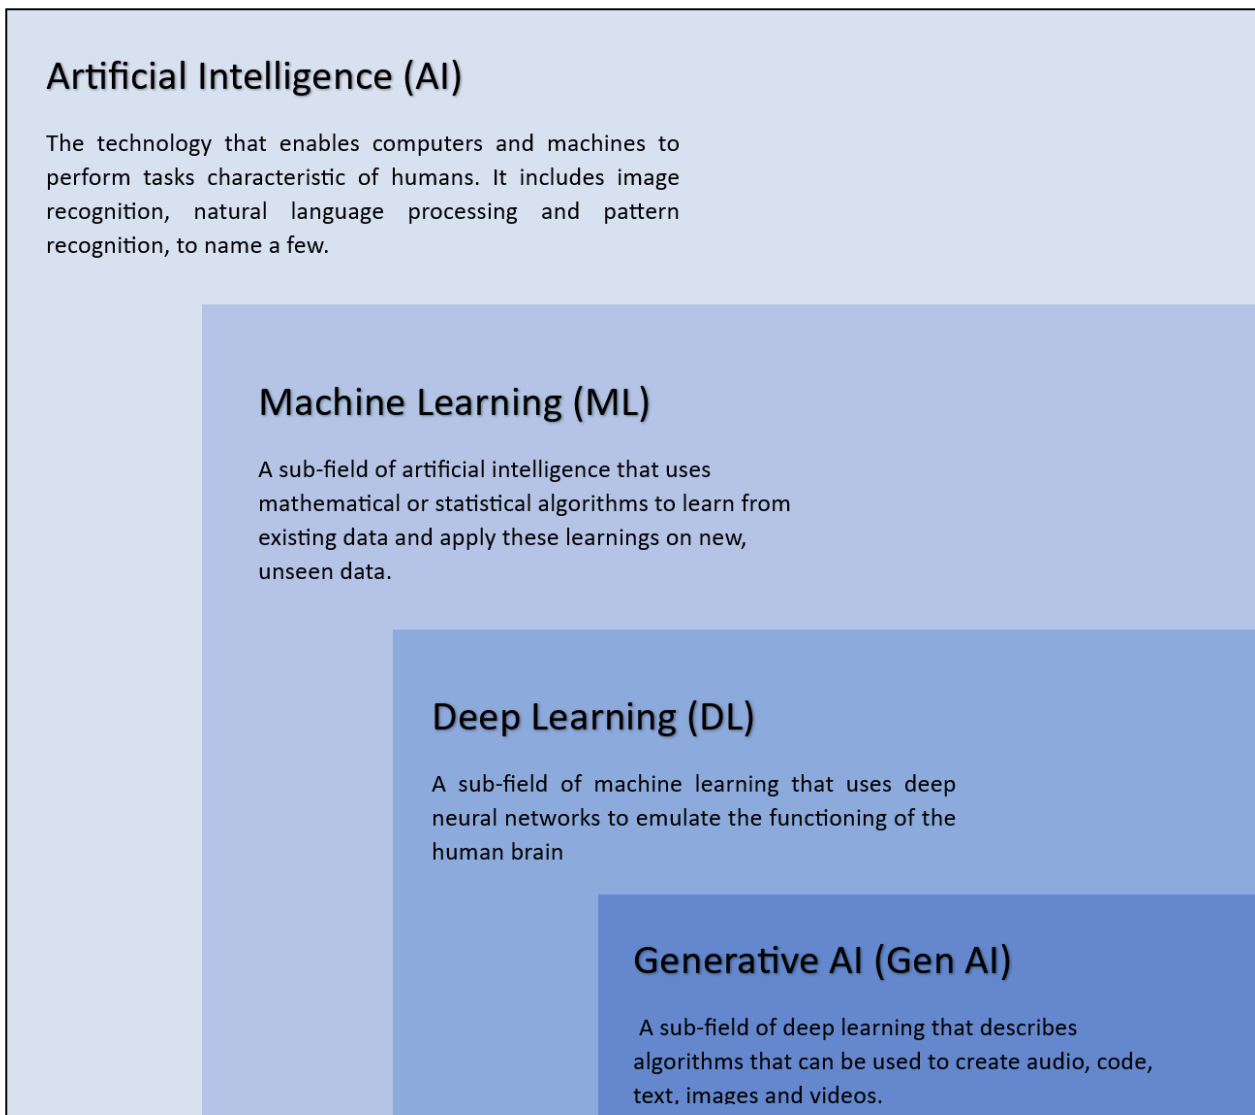 Artificial Intelligence (AI)
The technology that enables computers and machines to
perform tasks characteristic of humans. It includes image
recognition, natural language processing and pattern
recognition, to name a few.
Machine Learning (ML)
A sub-field of artificial intelligence that uses
mathematical or statistical algorithms to learn from
existing data and apply these learnings on new,
unseen data.
Deep Learning (DL)
A sub-field of machine learning that uses deep
neural networks to emulate the functioning of the
human brain
Generative AI (Gen AI)
A sub-field of deep learning that describes
algorithms that can be used to create audio, code,
text, images and videos.